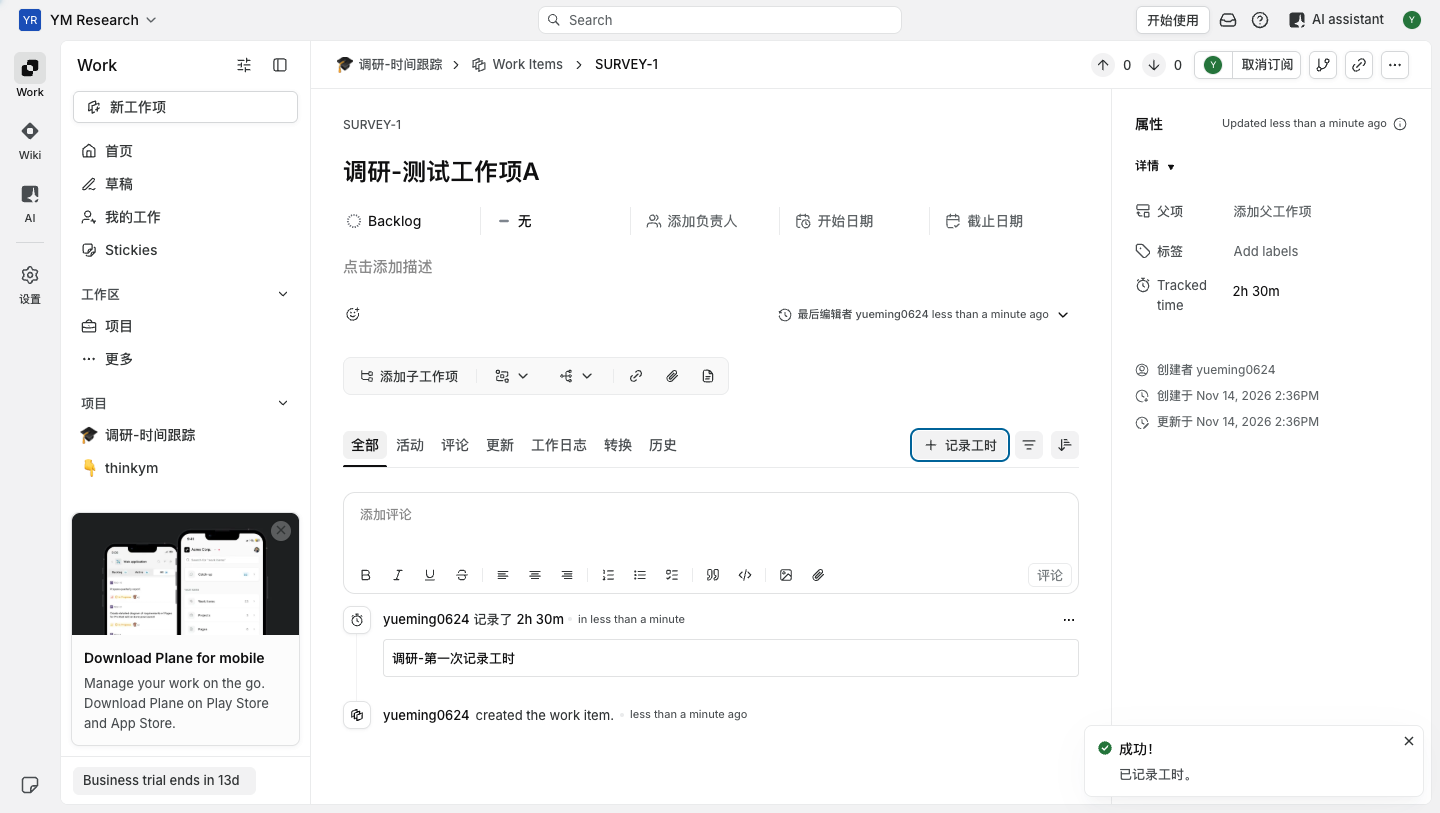 YR YM Research
Search
开始使用
AI assistant
Y
Work
Wiki
AI
设置
Work
新工作项
首页
草稿
我的工作
Stickies
工作区
项目
更多
项目
调研-时间跟踪
thinkym
Download Plane for mobile
Manage your work on the go.
Download Plane on Play Store
and App Store.
Business trial ends in 13d
调研-时间跟踪
Work Items
SURVEY-1
0
0
Y
取消订阅
SURVEY-1
调研-测试工作项A
Backlog
无
添加负责人
开始日期
截止日期
点击添加描述
最后编辑者 yueming0624 less than a minute ago
添加子工作项
全部
活动
评论
更新
工作日志
转换
历史
记录工时
添加评论
评论
yueming0624 记录了 2h 30m in less than a minute
调研-第一次记录工时
yueming0624 created the work item. less than a minute ago
属性
Updated less than a minute ago
详情
父项
添加父工作项
标签
Add labels
Tracked
time
2h 30m
创建者 yueming0624
创建于 Nov 14, 2026 2:36PM
更新于 Nov 14, 2026 2:36PM
成功！
已记录工时。